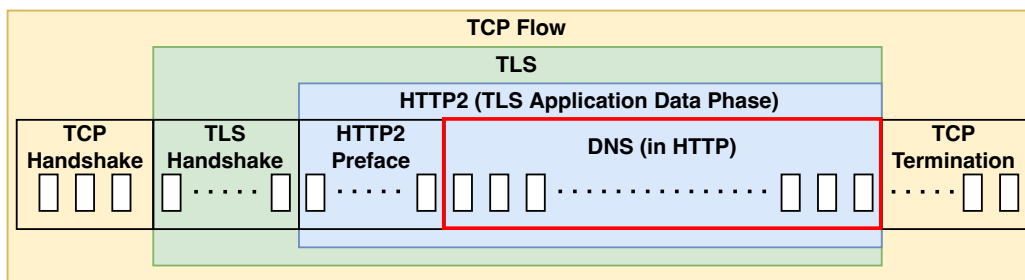 TCP Flow
TLS
HTTP2 (TLS Application Data Phase)
TCP
Handshake
TLS
Handshake
HTTP2
Preface
DNS (in HTTP)
TCP
Termination